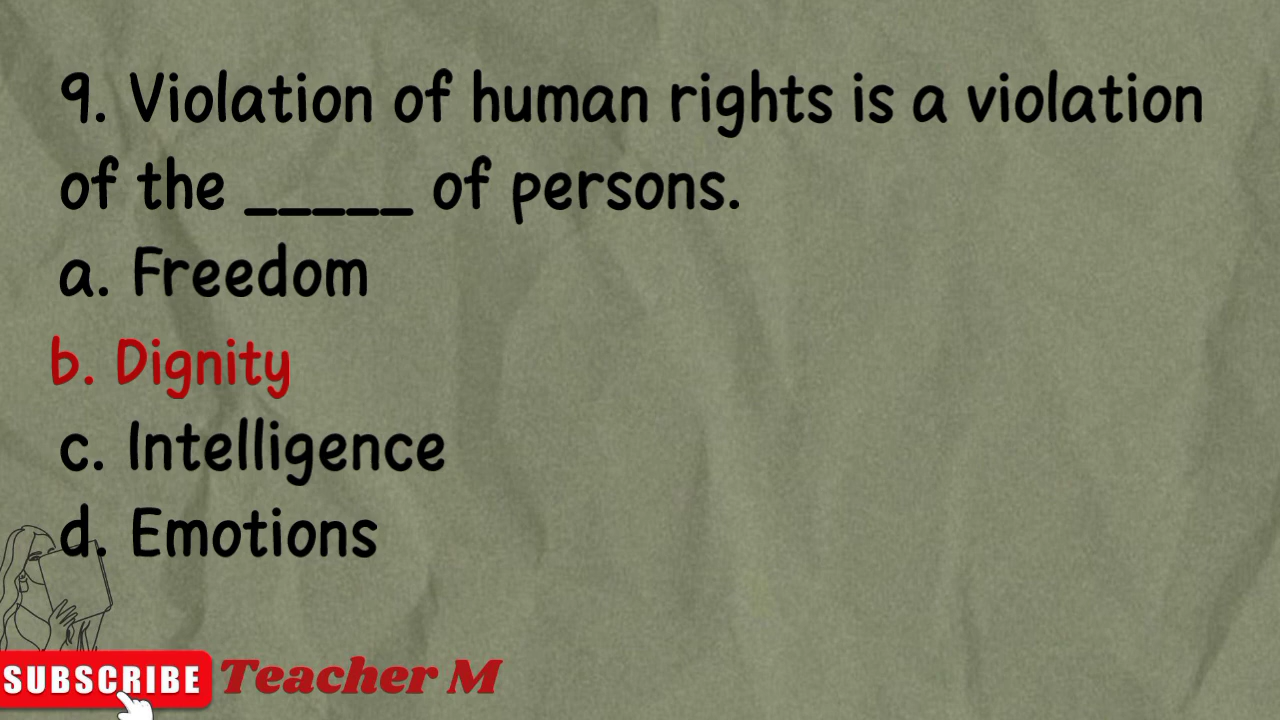 9. Violation of human rights is a violation
of the _____ of persons.
a. Freedom
b. Dignity
c. Intelligence
d. Emotions
SUBSCRIBE Teacher M